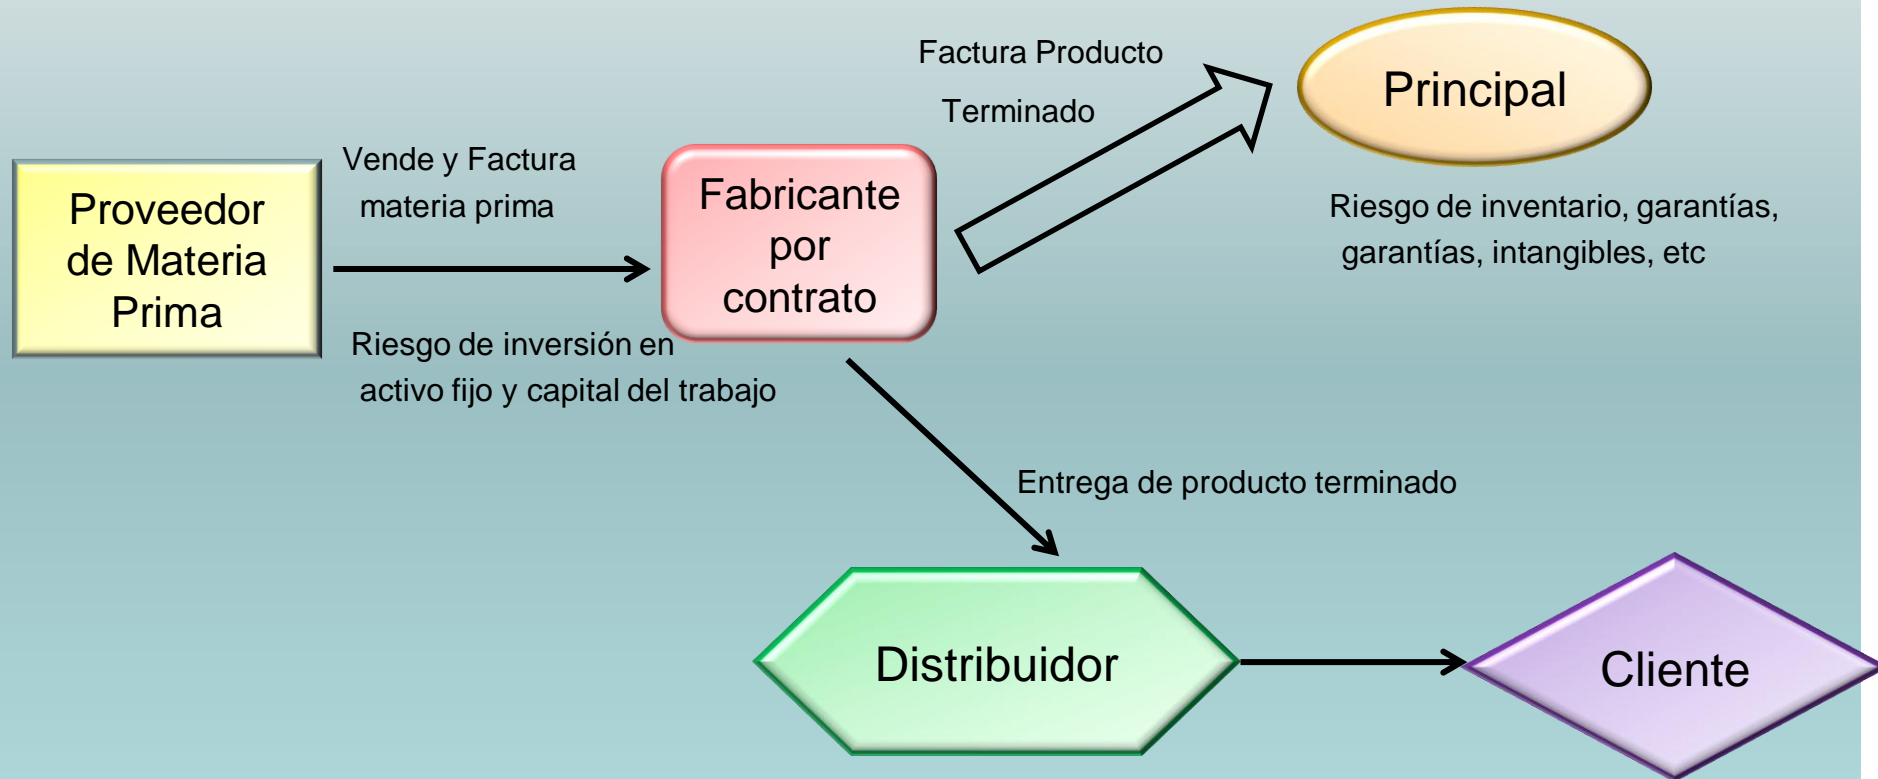 Factura Producto
Terminado
Principal
Vende y Factura
materia prima
Proveedor
de Materia
Prima
Fabricante
por
contrato
Riesgo de inventario, garantías,
garantías, intangibles, etc
Riesgo de inversión en
activo fijo y capital del trabajo
Entrega de producto terminado
Distribuidor
Cliente